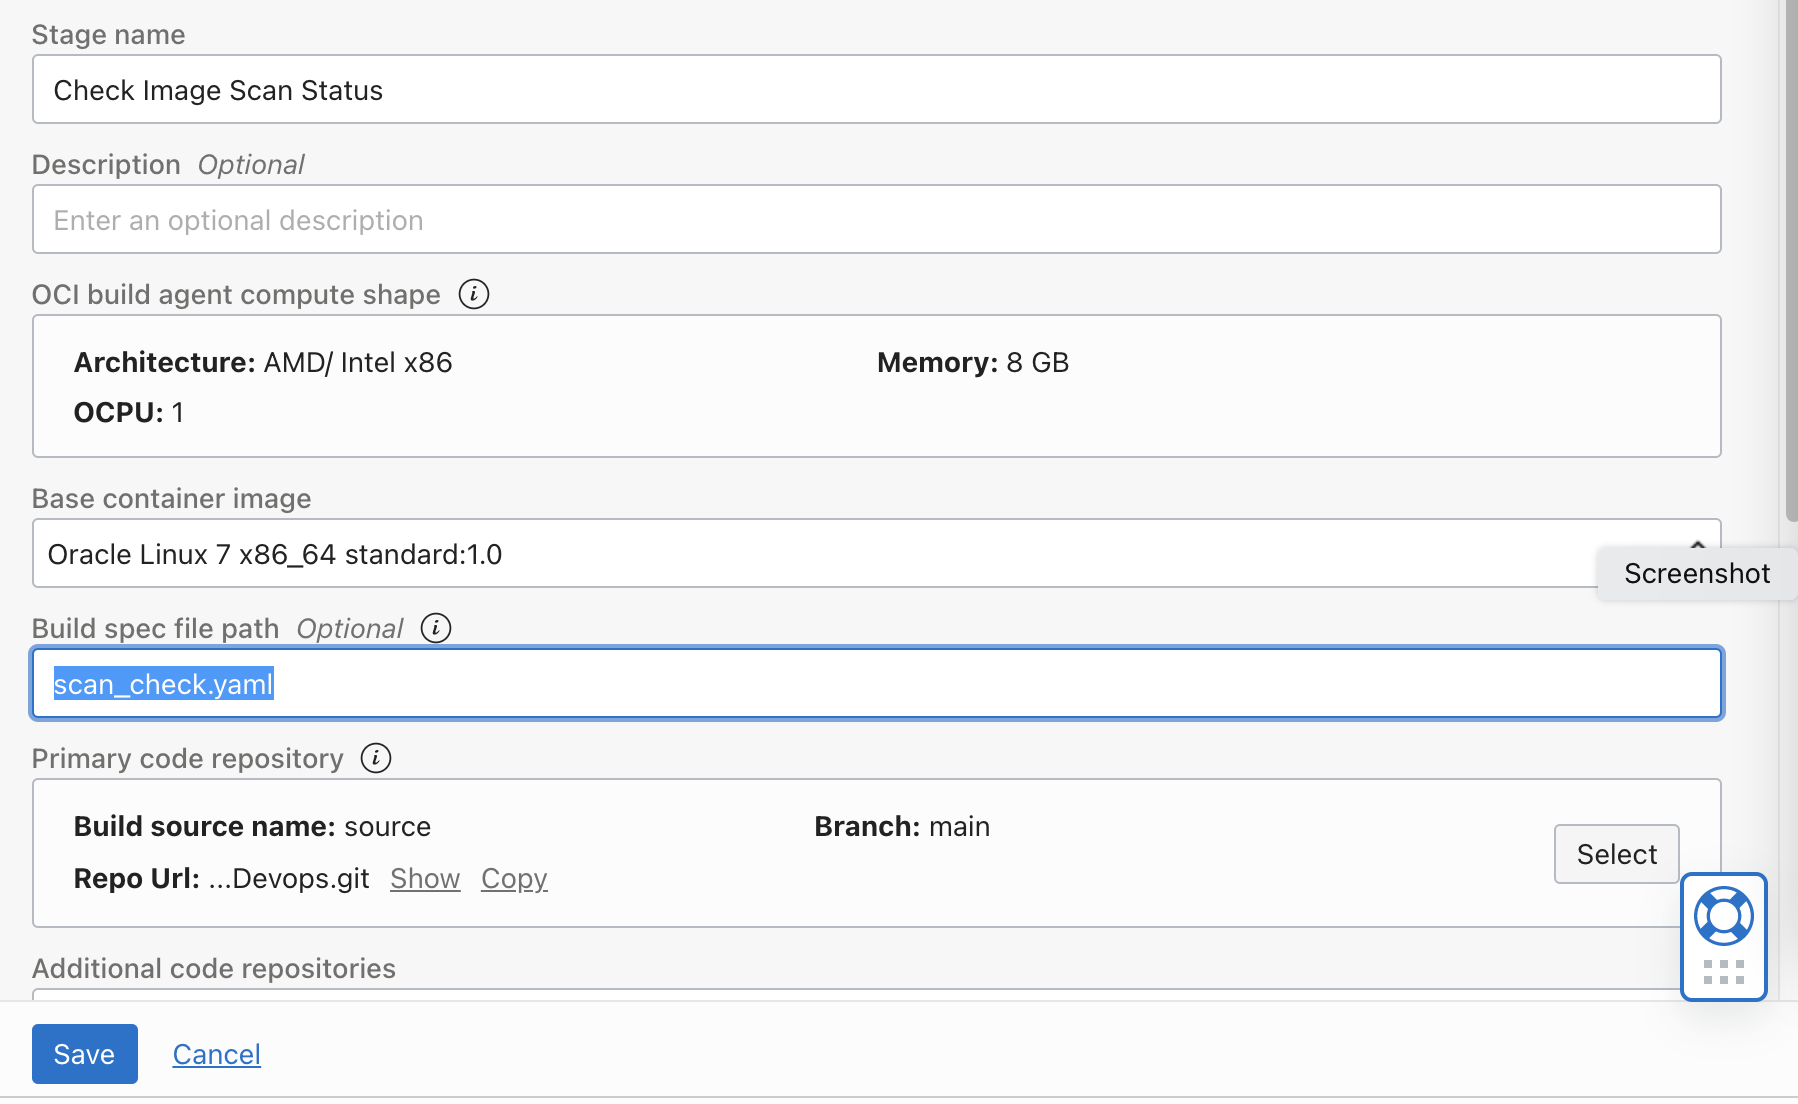 Stage name
Check Image Scan Status
Description Optional
Enter an optional description
OCI build agent compute shape i
Architecture: AMD/ Intel x86
Memory: 8 GB
OCPU: 1
Base container image
Oracle Linux 7 x86_64 standard:1.0
Screenshot
Build spec file path Optional i
scan_check.yaml
Primary code repository i
Build source name: source
Branch: main
Repo Url: ...Devops.git Show Copy
Select
Additional code repositories
Save Cancel